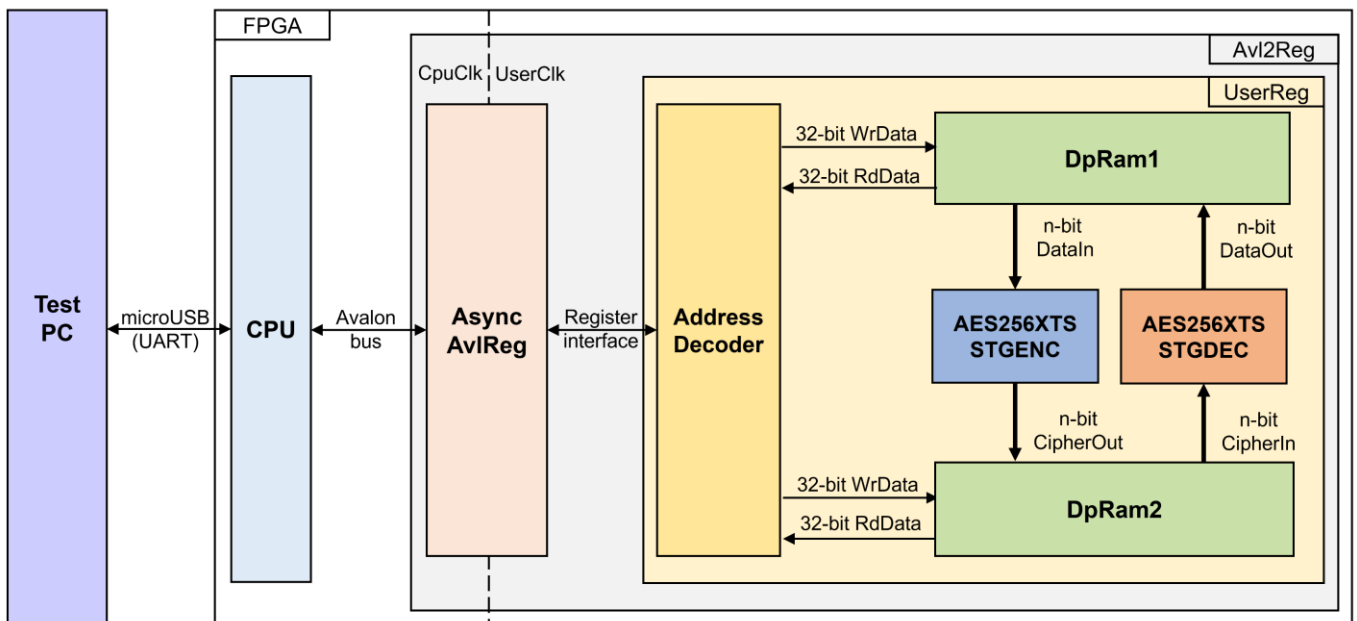 FPGA
Avl2Reg
CpuClk
UserClk
UserReg
Test
PC
microUSB
(UART)
CPU
Avalon
bus
Async
AvlReg
Register
interface
Address
Decoder
32-bit WrData
32-bit RdData
DpRam1
n-bit
DataIn
n-bit
DataOut
AES256XTS
STGENC
AES256XTS
STGDEC
n-bit
CipherOut
n-bit
CipherIn
32-bit WrData
32-bit RdData
DpRam2